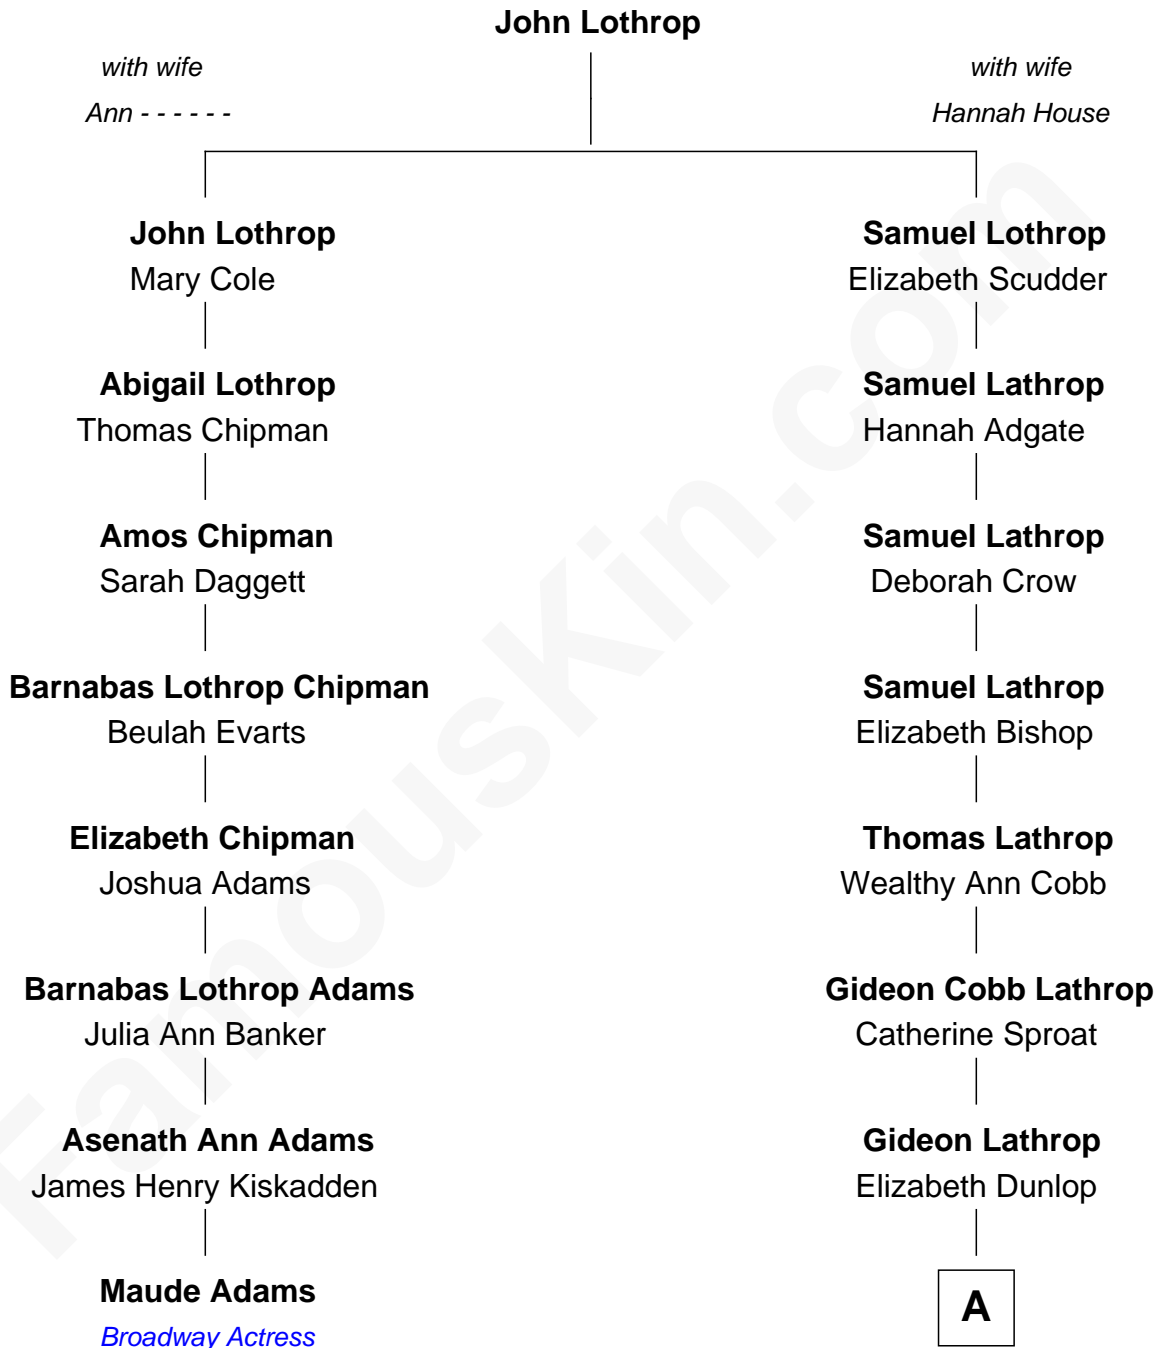 John Lothrop
with wife
Ann - - - - - -
with wife
Hannah House
John Lothrop
Mary Cole
Samuel Lothrop
Elizabeth Scudder
Abigail Lothrop
Thomas Chipman
Samuel Lathrop
Hannah Adgate
Amos Chipman
Sarah Daggett
Samuel Lathrop
Deborah Crow
Barnabas Lothrop Chipman
Beulah Evarts
Samuel Lathrop
Elizabeth Bishop
Elizabeth Chipman
Joshua Adams
Thomas Lathrop
Wealthy Ann Cobb
Barnabas Lothrop Adams
Julia Ann Banker
Gideon Cobb Lathrop
Catherine Sproat
Asenath Ann Adams
James Henry Kiskadden
Gideon Lathrop
Elizabeth Dunlop
Maude Adams
Broadway Actress
A
FamousKin.com